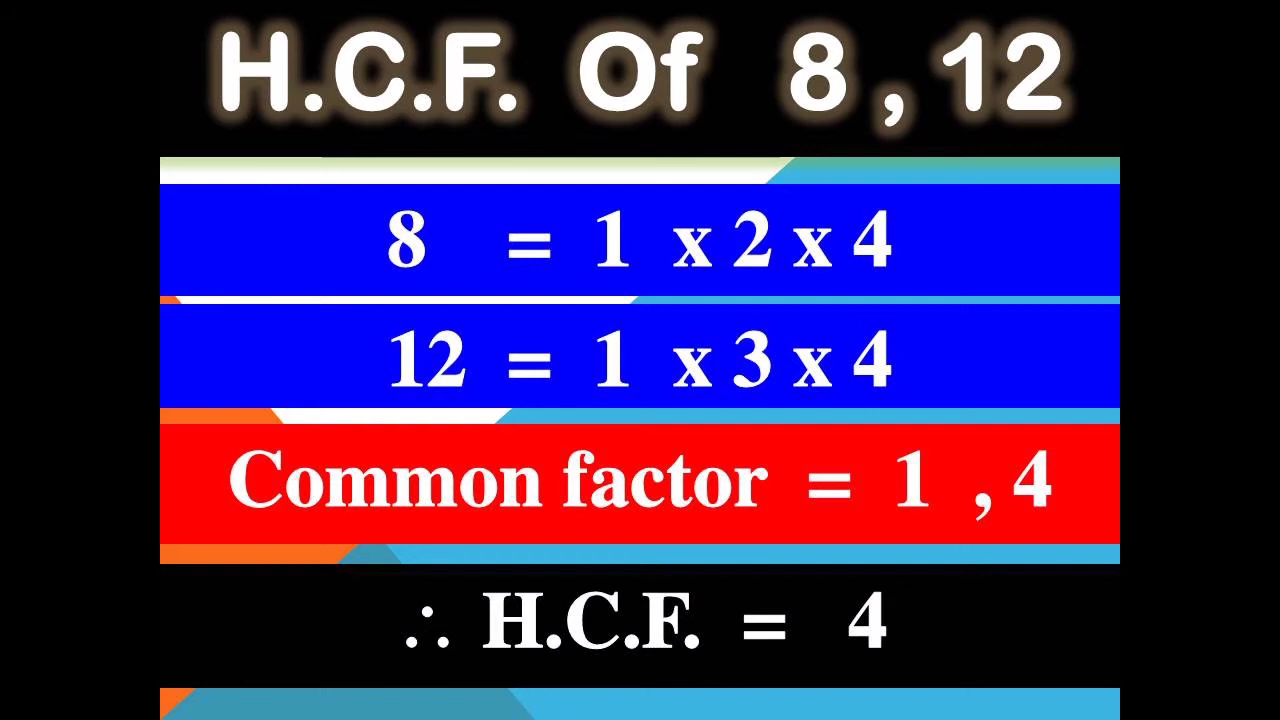 H.C.F. Of 8 , 12
8 = 1 x 2 x 4
12 = 1 x 3 x 4
Common factor = 1 , 4
∴ H.C.F. = 4